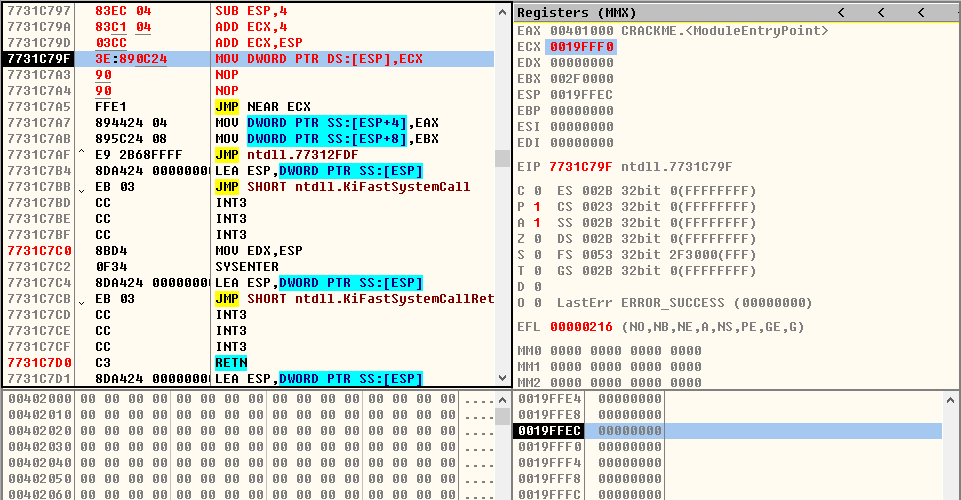 7731C797 83EC 04 SUB ESP,4
7731C79A 83C1 04 ADD ECX,4
7731C79D 03CC ADD ECX,ESP
7731C79F 3E:890C24 MOV DWORD PTR DS:[ESP],ECX
7731C7A3 90 NOP
7731C7A4 90 NOP
7731C7A5 FFE1 JMP NEAR ECX
7731C7A7 894424 04 MOV DWORD PTR SS:[ESP+4],EAX
7731C7AB 895C24 08 MOV DWORD PTR SS:[ESP+8],EBX
7731C7AF ^ E9 2B68FFFF JMP ntdll.77312FDF
7731C7B4 8DA424 0000000 LEA ESP,DWORD PTR SS:[ESP]
7731C7BB EB 03 JMP SHORT ntdll.KiFastSystemCall
7731C7BD CC INT3
7731C7BE CC INT3
7731C7BF CC INT3
7731C7C0 8BD4 MOV EDX,ESP
7731C7C2 0F34 SYSENTER
7731C7C4 8DA424 0000000 LEA ESP,DWORD PTR SS:[ESP]
7731C7CB EB 03 JMP SHORT ntdll.KiFastSystemCallRet
7731C7CD CC INT3
7731C7CE CC INT3
7731C7CF CC INT3
7731C7D0 C3 RETN
7731C7D1 8DA424 0000000 LEA ESP,DWORD PTR SS:[ESP]
Registers (MMX) < < <
EAX 00401000 CRACKME.<ModuleEntryPoint>
ECX 0019FFF0
EDX 00000000
EBX 002F0000
ESP 0019FFEC
EBP 00000000
ESI 00000000
EDI 00000000
EIP 7731C79F ntdll.7731C79F
C 0 ES 002B 32bit 0(FFFFFFFF)
P 1 CS 0023 32bit 0(FFFFFFFF)
A 1 SS 002B 32bit 0(FFFFFFFF)
Z 0 DS 002B 32bit 0(FFFFFFFF)
S 0 FS 0053 32bit 2F3000(FFF)
T 0 GS 002B 32bit 0(FFFFFFFF)
D 0
O 0 LastErr ERROR_SUCCESS (00000000)
EFL 00000216 (NO,NB,NE,A,NS,PE,GE,G)
MM0 0000 0000 0000 0000
MM1 0000 0000 0000 0000
MM2 0000 0000 0000 0000
00402000 00 00 00 00 00 00 00 00 00 00 00 00 00 00 00 00 ....
00402010 00 00 00 00 00 00 00 00 00 00 00 00 00 00 00 00 ....
00402020 00 00 00 00 00 00 00 00 00 00 00 00 00 00 00 00 ....
00402030 00 00 00 00 00 00 00 00 00 00 00 00 00 00 00 00 ....
00402040 00 00 00 00 00 00 00 00 00 00 00 00 00 00 00 00 ....
00402050 00 00 00 00 00 00 00 00 00 00 00 00 00 00 00 00 ....
00402060 00 00 00 00 00 00 00 00 00 00 00 00 00 00 00 00 ....
0019FFE4 00000000
0019FFE8 00000000
0019FFEC 00000000
0019FFF0 00000000
0019FFF4 00000000
0019FFF8 00000000
0019FFFC 00000000